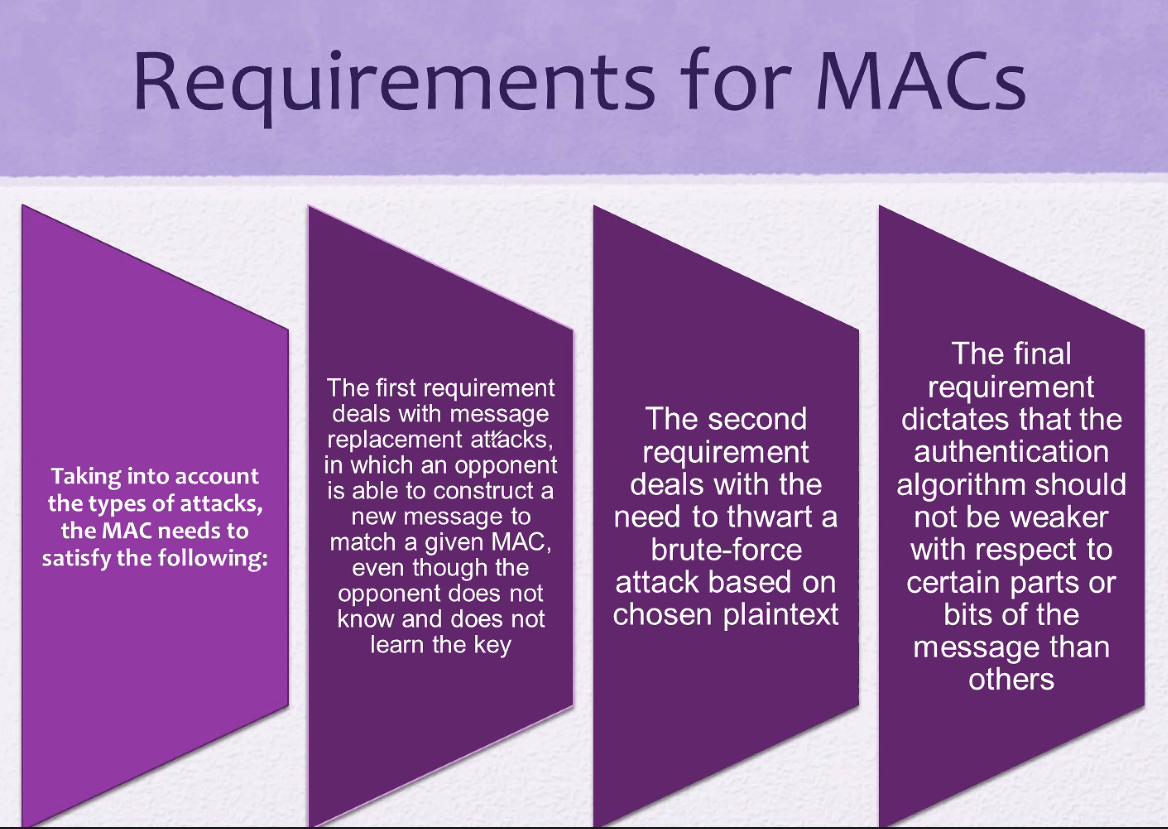 Requirements for MACs
Taking into account
the types of attacks,
the MAC needs to
satisfy the following:
The first requirement
deals with message
replacement attacks,
in which an opponent
is able to construct a
new message to
match a given MAC,
even though the
opponent does not
know and does not
learn the key
The second
requirement
deals with the
need to thwart a
brute-force
attack based on
chosen plaintext
The final
requirement
dictates that the
authentication
algorithm should
not be weaker
with respect to
certain parts or
bits of the
message than
others